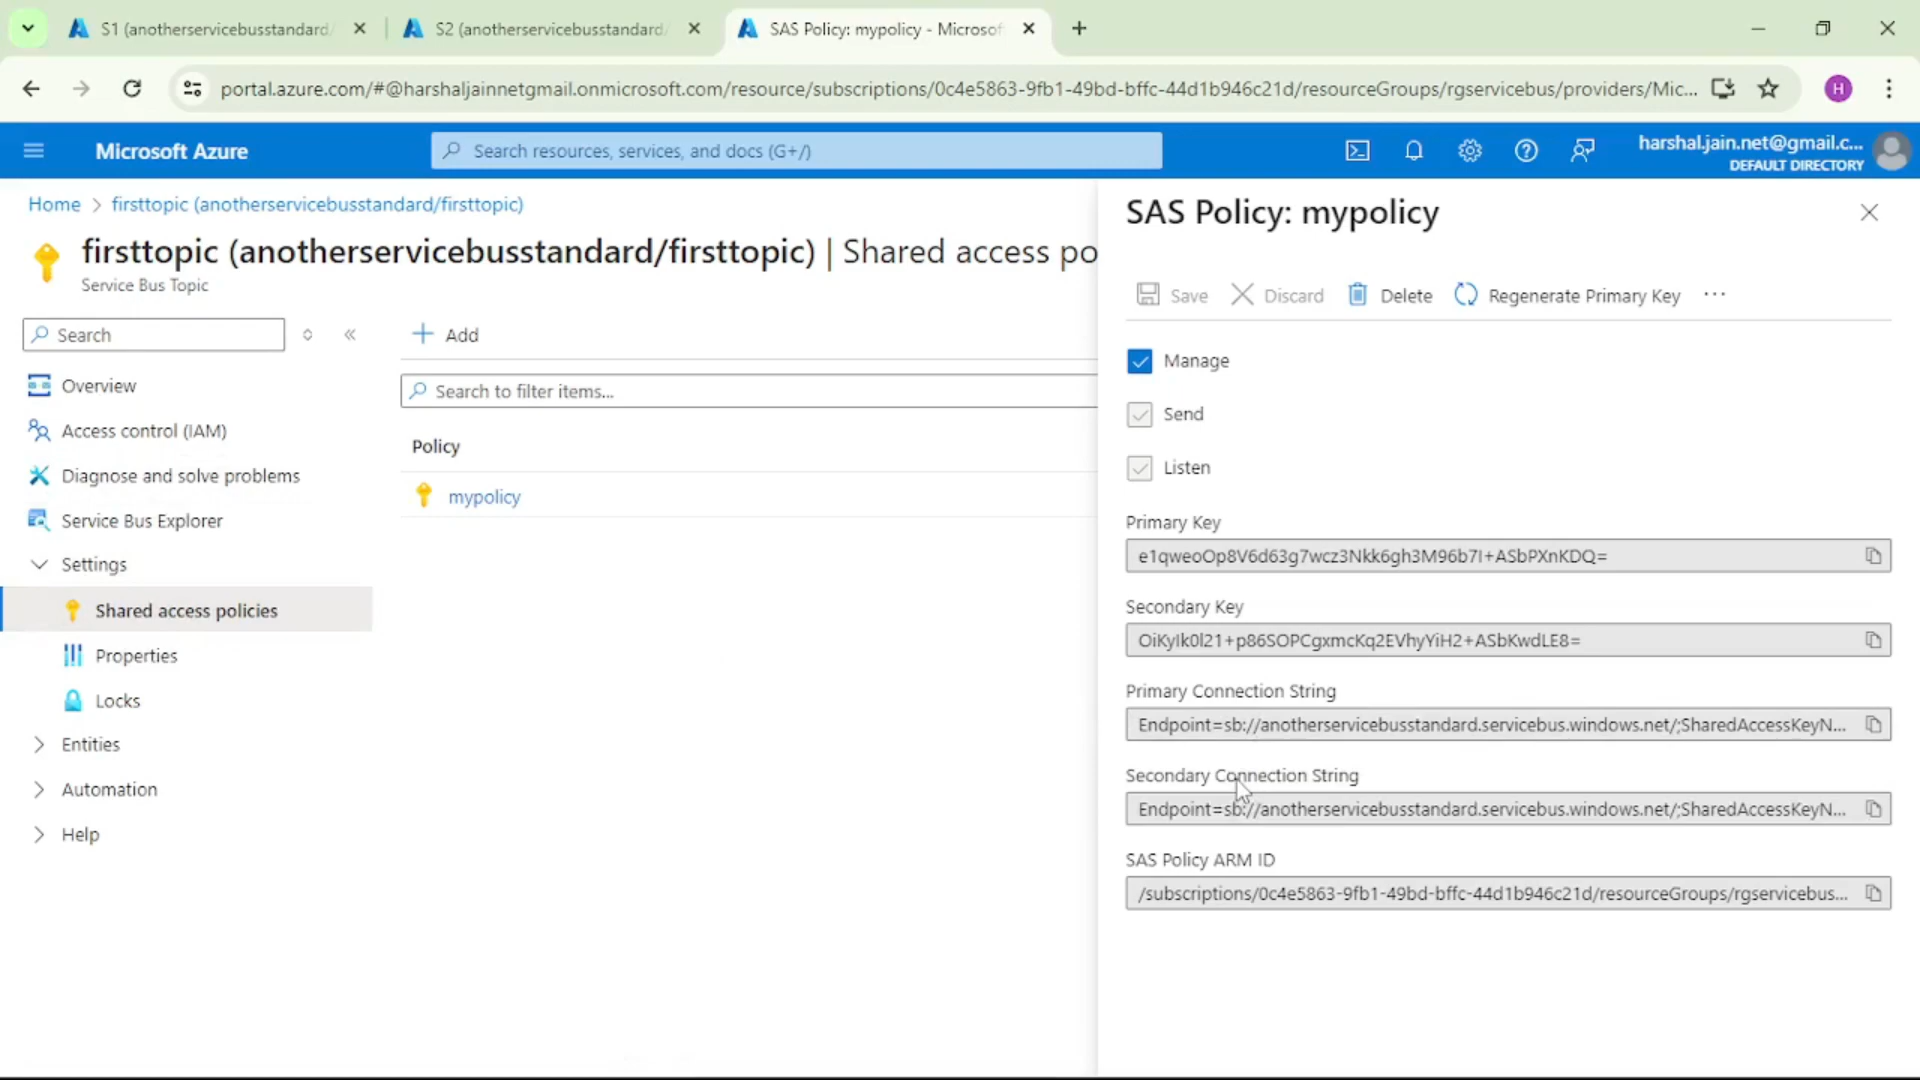 S1 (anotherservicebusstandard/
S2 (anotherservicebusstandard/
SAS Policy: mypolicy - Microsof
portal.azure.com/#@harshaljainnetgmail.onmicrosoft.com/resource/subscriptions/0c4e5863-9fb1-49bd-bffc-44d1b946c21d/resourceGroups/rgservicebus/providers/Mic...
H
Microsoft Azure
Search resources, services, and docs (G+/)
harshal.jain.net@gmail.c...
DEFAULT DIRECTORY
Home > firsttopic (anotherservicebusstandard/firsttopic)
firsttopic (anotherservicebusstandard/firsttopic) | Shared access po
Service Bus Topic
Search
Overview
Access control (IAM)
Diagnose and solve problems
Service Bus Explorer
Settings
Shared access policies
Properties
Locks
Entities
Automation
Help
Add
Search to filter items...
Policy
mypolicy
SAS Policy: mypolicy
Save
Discard
Delete
Regenerate Primary Key
...
Manage
Send
Listen
Primary Key
e1qweoOp8V6d63g7wcz3Nkk6gh3M96b7I+ASbPXnKDQ=
Secondary Key
OiKyIk0l21+p86SOPCgxmcKq2EVhyYiH2+ASbKwdLE8=
Primary Connection String
Endpoint=sb://anotherservicebusstandard.servicebus.windows.net/;SharedAccessKeyN...
Secondary Connection String
Endpoint=sb://anotherservicebusstandard.servicebus.windows.net/;SharedAccessKeyN...
SAS Policy ARM ID
/subscriptions/0c4e5863-9fb1-49bd-bffc-44d1b946c21d/resourceGroups/rgservicebus...